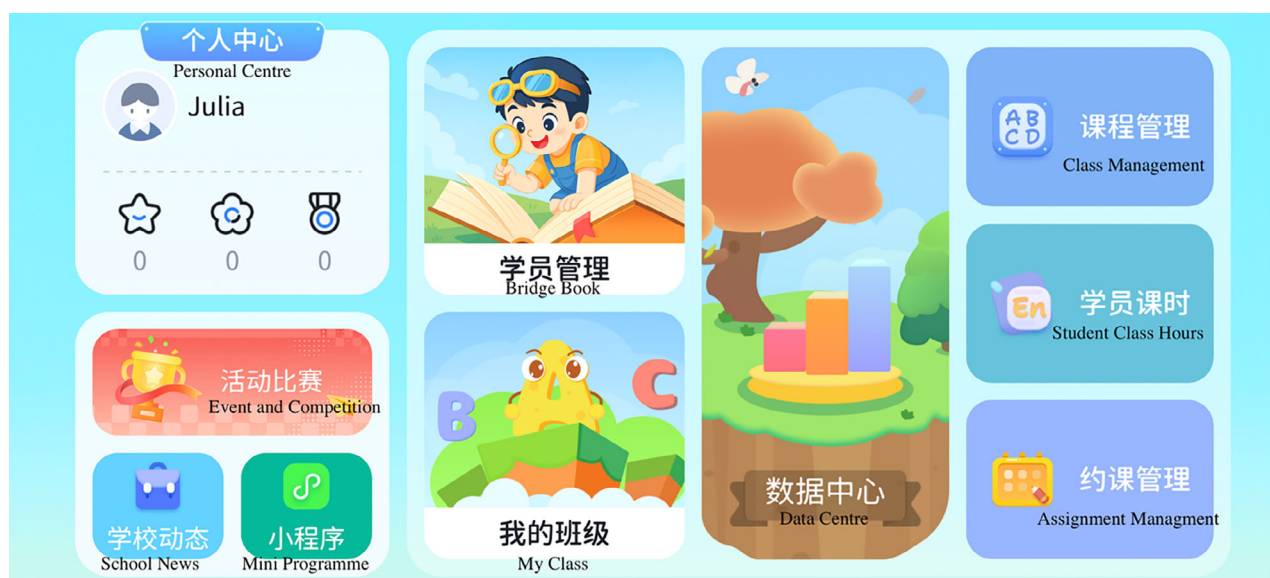 个人中心
Personal Centre
Julia
0 0 0
活动比赛
Event and Competition
学校动态
School News
小程序
Mini Programme
学员管理
Bridge Book
B
C
我的班级
My Class
数据中心
Data Centre
AB
CD
课程管理
Class Management
En
学员课时
Student Class Hours
约课管理
Assignment Managment